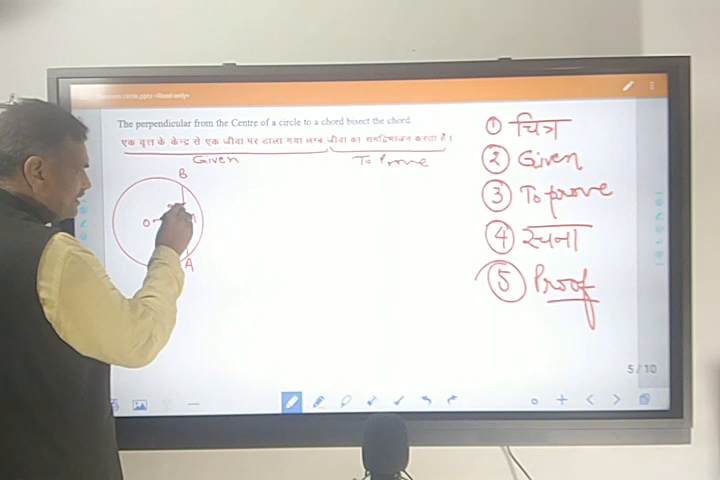 The perpendicular from the Centre of a circle to a chord bisect the chord
एक वृत्त के केन्द्र से एक जीवा पर डाला गया लम्ब जीवा का समद्विभाजन करता है।
Given To Prove
B
O
A
① चित्र
② Given
③ To prove
④ रचना
⑤ Proof
5/10